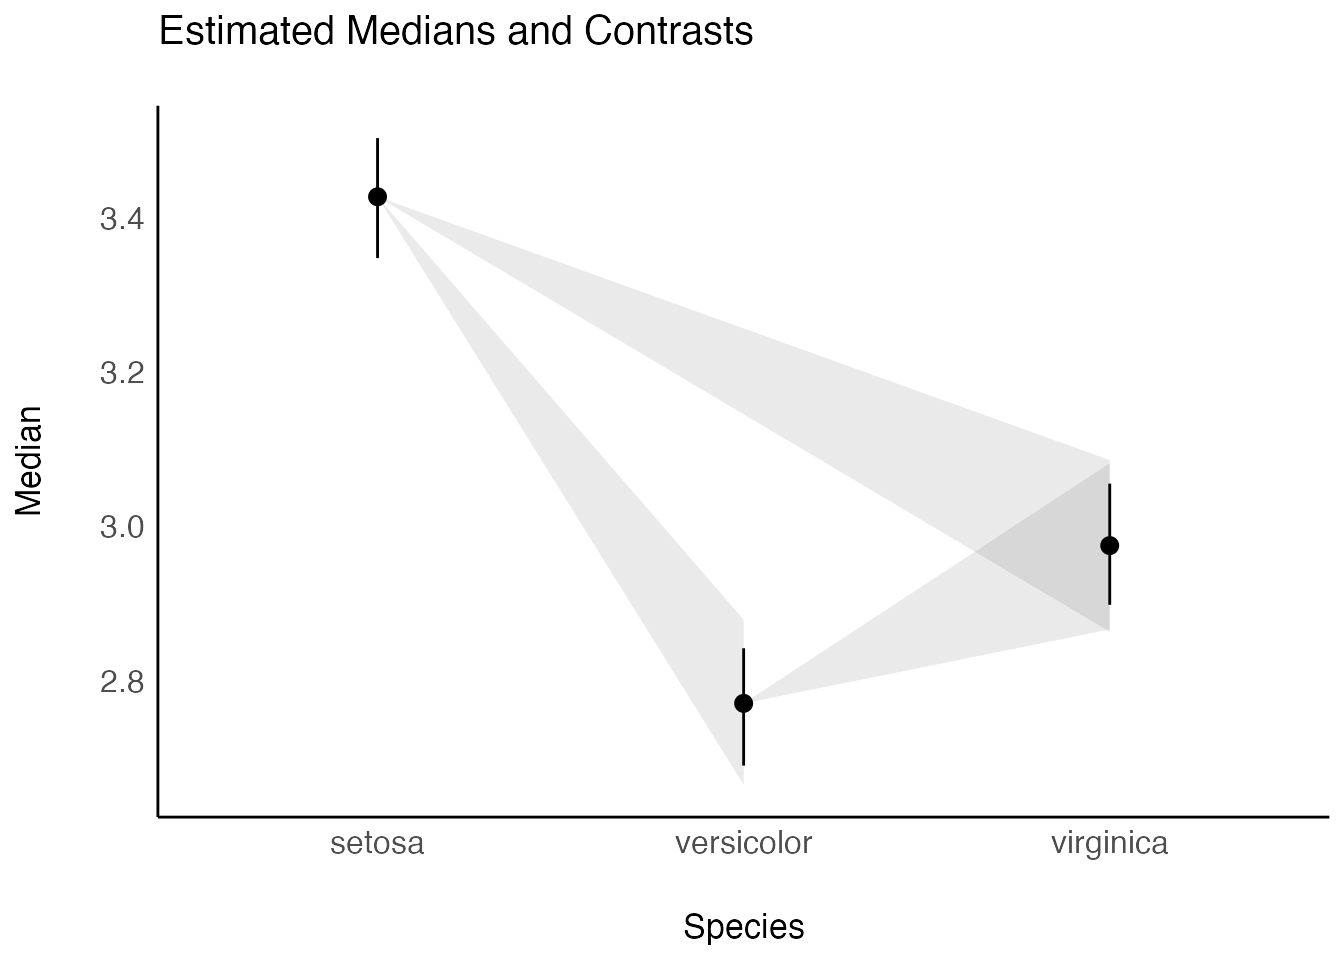 Estimated Medians and Contrasts
Median
3.4
3.2
3.0
2.8
setosa
versicolor
virginica
Species